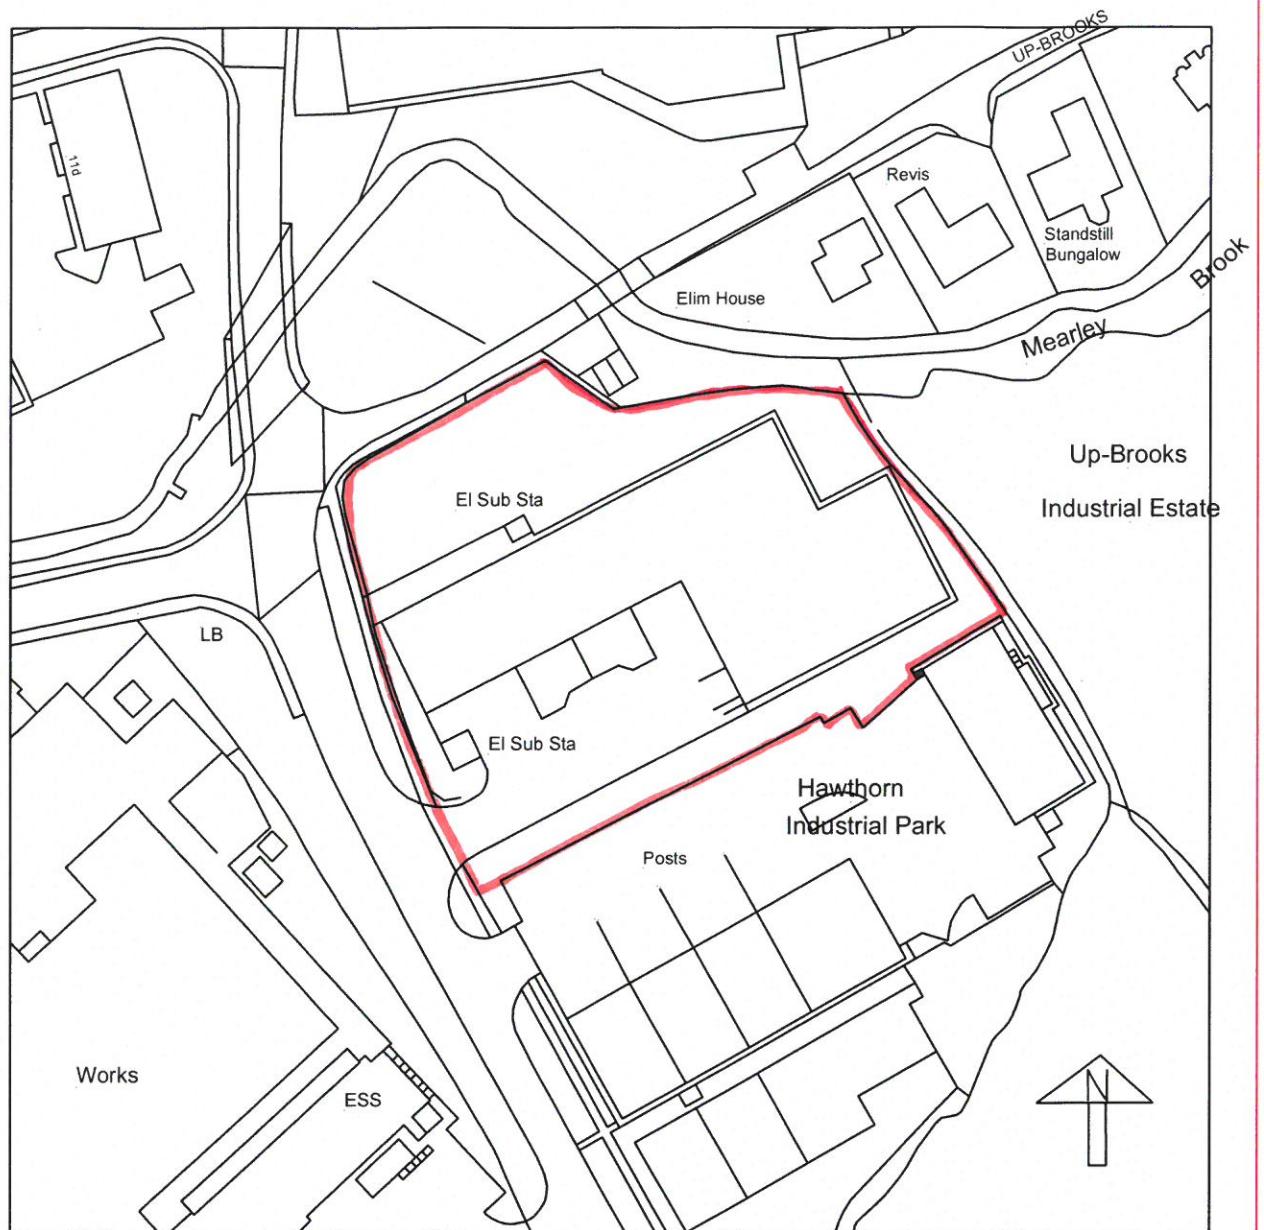 UP-BROOKS
11d
Revis
Standstill
Bungalow
Brook
Elim House
Mearley
Up-Brooks
Industrial Estate
El Sub Sta
LB
El Sub Sta
Hawthorn
Industrial Park
Posts
Works
ESS
N